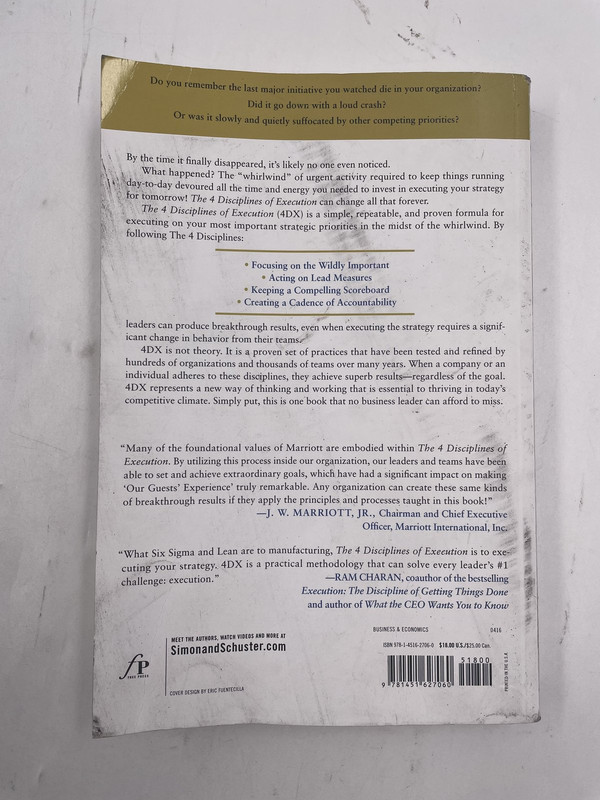 Do you remember the last major initiative you watched die in your organization?
Did it go down with a loud crash?
Or was it slowly and quietly suffocated by other competing priorities?
By the time it finally disappeared, it's likely no one even noticed.
What happened? The "whirlwind" of urgent activity required to keep things running
day-to-day devoured all the time and energy you needed to invest in executing your strategy
for tomorrow! The 4 Disciplines of Execution can change all that forever.
The 4 Disciplines of Execution (4DX) is a simple, repeatable, and proven formula for
executing on your most important strategic priorities in the midst of the whirlwind. By
following The 4 Disciplines:
• Focusing on the Wildly Important
• Acting on Lead Measures
• Keeping a Compelling Scoreboard
• Creating a Cadence of Accountability
leaders can produce breakthrough results, even when executing the strategy requires a signif-
icant change in behavior from their teams.
4DX is not theory. It is a proven set of practices that have been tested and refined by
hundreds of organizations and thousands of teams over many years. When a company or an
individual adheres to these disciplines, they achieve superb results—regardless of the goal.
4DX represents a new way of thinking and working that is essential to thriving in today's
competitive climate. Simply put, this is one book that no business leader can afford to miss.
"Many of the foundational values of Marriott are embodied within The 4 Disciplines of
Execution. By utilizing this process inside our organization, our leaders and teams have been
able to set and achieve extraordinary goals, which have had a significant impact on making
'Our Guests' Experience' truly remarkable. Any organization can create these same kinds
of breakthrough results if they apply the principles and processes taught in this book!"
—J. W. MARRIOTT, JR., Chairman and Chief Executive
Officer, Marriott International, Inc.
"What Six Sigma and Lean are to manufacturing, The 4 Disciplines of Execution is to exe-
cuting your strategy. 4DX is a practical methodology that can solve every leader's #1
challenge: execution."
—RAM CHARAN, coauthor of the bestselling
Execution: The Discipline of Getting Things Done
and author of What the CEO Wants You to Know
BUSINESS & ECONOMICS 0416
MEET THE AUTHORS, WATCH VIDEOS AND MORE AT
SimonandSchuster.com
fP
FREE PRESS
COVER DESIGN BY ERIC FUENTECILLA
ISBN 978-1-4516-2706-0 $18.00 U.S./$25.00 Can.
51800
9 781451 627060
PRINTED IN THE U.S.A.